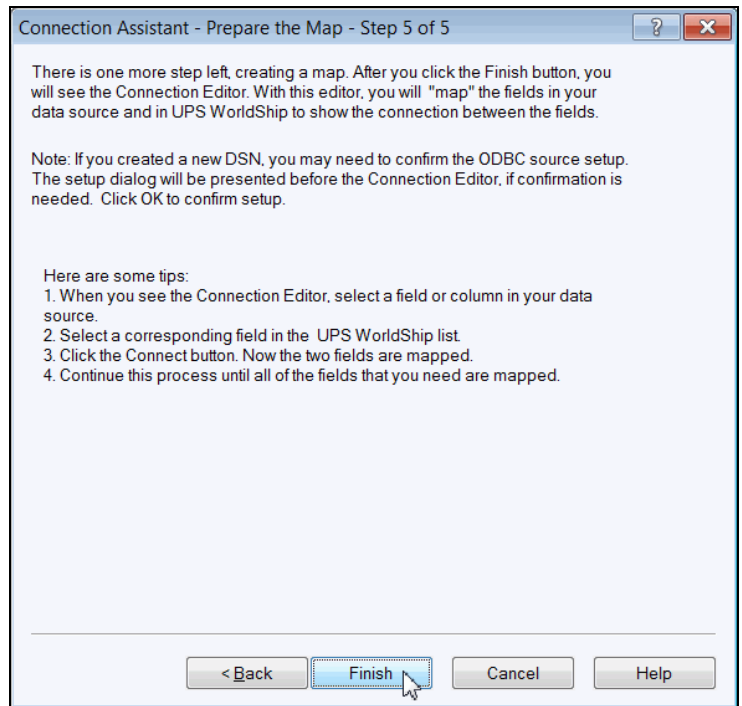 Connection Assistant - Prepare the Map - Step 5 of 5
There is one more step left, creating a map. After you click the Finish button, you
will see the Connection Editor. With this editor, you will "map" the fields in your
data source and in UPS WorldShip to show the connection between the fields.
Note: If you created a new DSN, you may need to confirm the ODBC source setup.
The setup dialog will be presented before the Connection Editor, if confirmation is
needed. Click OK to confirm setup.
Here are some tips:
1. When you see the Connection Editor, select a field or column in your data
source.
2. Select a corresponding field in the UPS WorldShip list.
3. Click the Connect button. Now the two fields are mapped.
4. Continue this process until all of the fields that you need are mapped.
< Back Finish Cancel Help